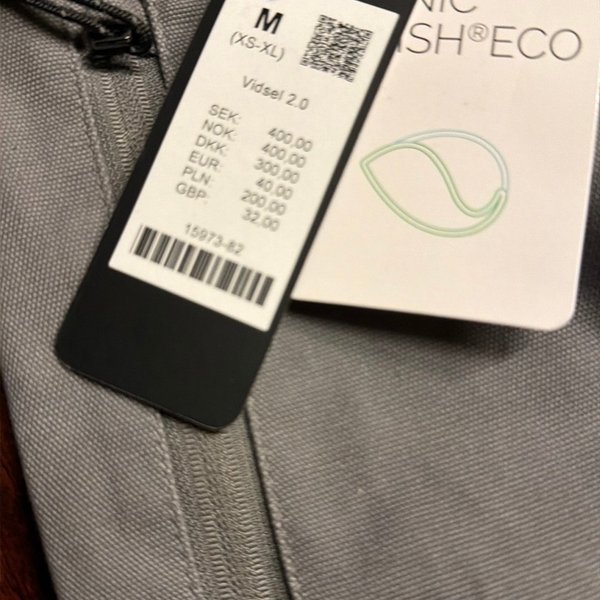 M
(XS-XL)
Vidsel 2.0
SEK: 400.00
NOK: 400.00
DKK: 300.00
EUR: 40.00
PLN: 200.00
GBP: 32.00
15973-82
NIC
ISH®ECO